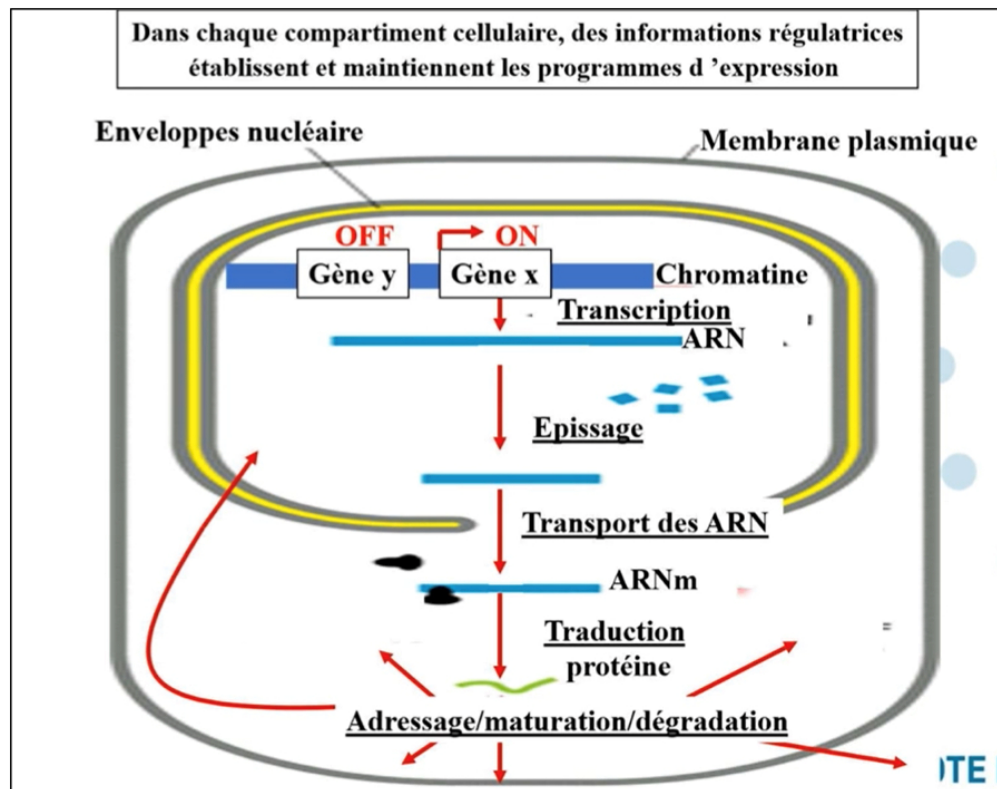 Dans chaque compartiment cellulaire, des informations régulatrices
établissent et maintiennent les programmes d ’expression
Enveloppes nucléaire
Membrane plasmique
OFF
ON
Gène y
Gène x
Chromatine
Transcription
ARN
Epissage
Transport des ARN
ARNm
Traduction
protéine
Adressage/maturation/dégradation